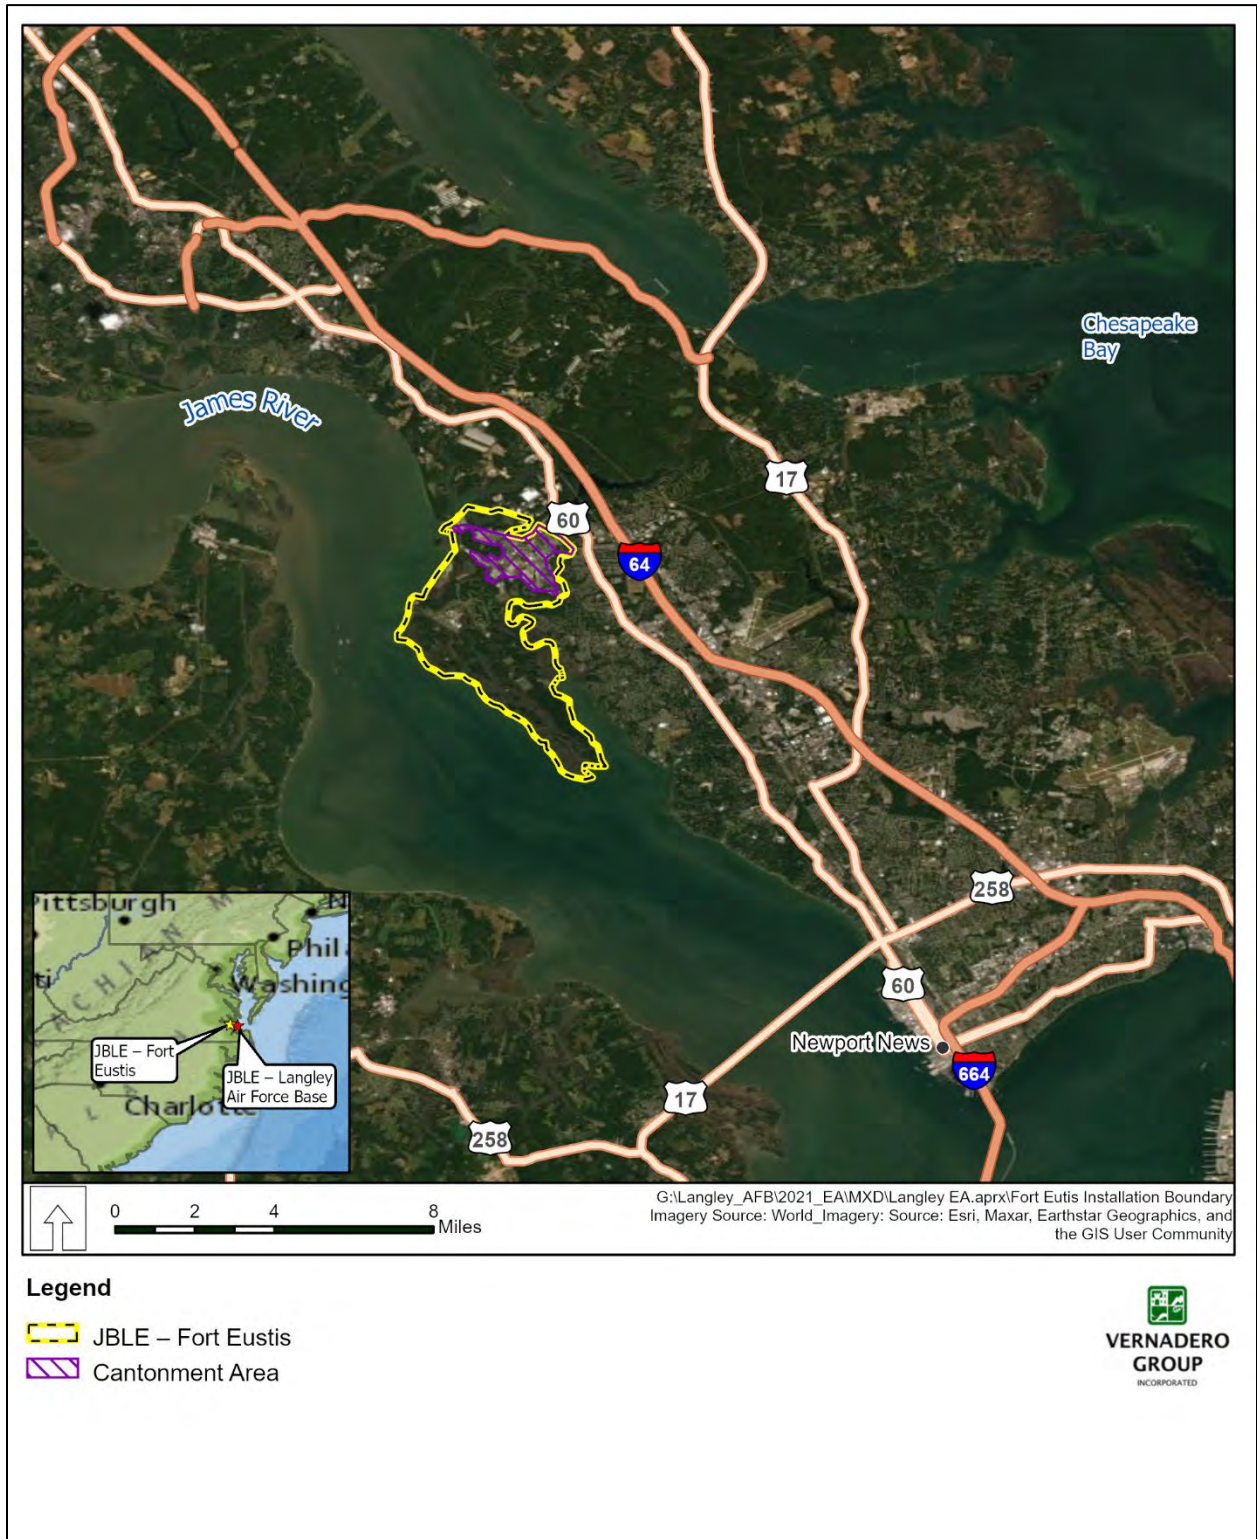 James River
Chesapeake
Bay
17
60
64
258
60
Newport News
664
17
258
Pittsburgh
Phil
Washing
JBLE – Fort
Eustis
JBLE – Langley
Air Force Base
Charlotte
0 2 4 8
Miles
G:\Langley_AFB\2021_EA\MXD\Langley EA.aprx\Fort Eutis Installation Boundary
Imagery Source: World_Imagery: Source: Esri, Maxar, Earthstar Geographics, and
the GIS User Community
Legend
JBLE – Fort Eustis
Cantonment Area
VERNADERO
GROUP
INCORPORATED